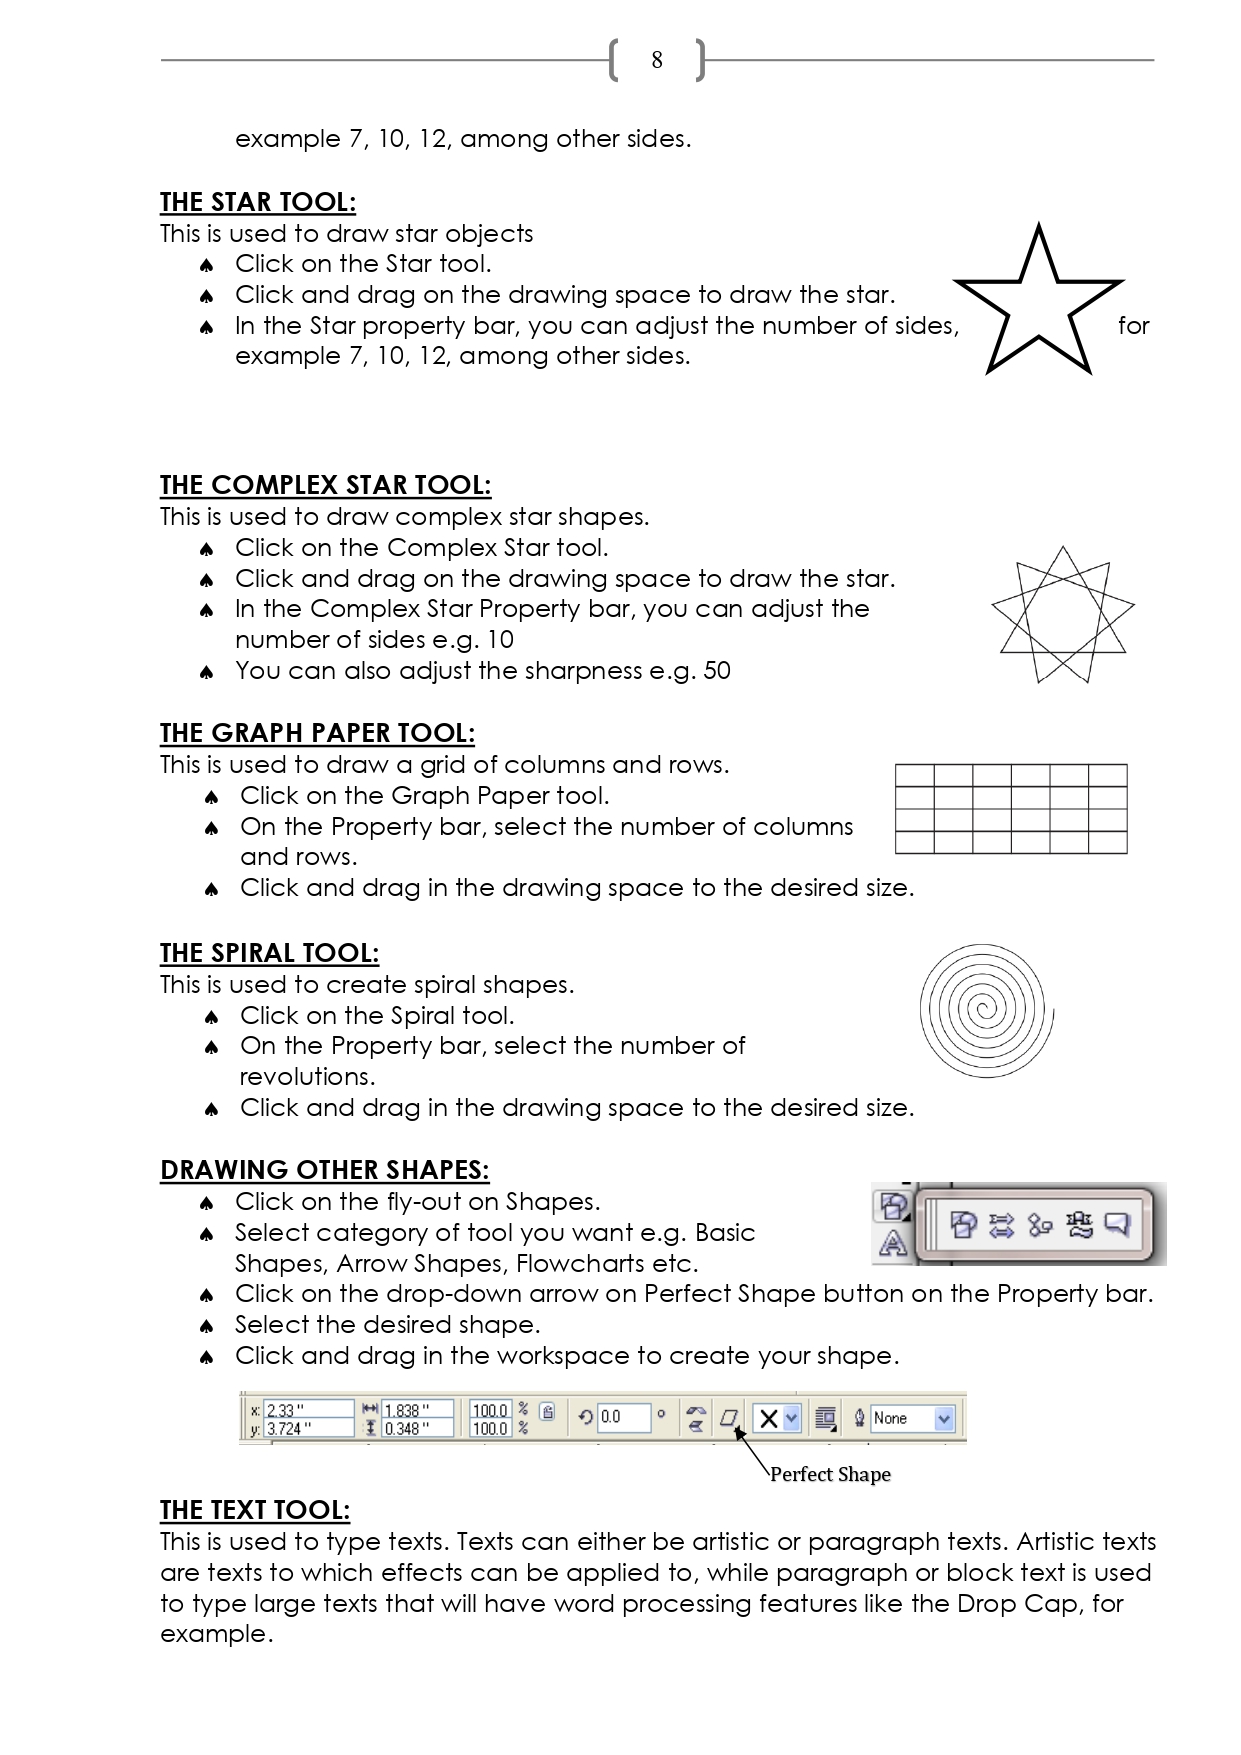 8
example 7, 10, 12, among other sides.
THE STAR TOOL:
This is used to draw star objects
♠ Click on the Star tool.
♠ Click and drag on the drawing space to draw the star.
♠ In the Star property bar, you can adjust the number of sides, for
example 7, 10, 12, among other sides.
THE COMPLEX STAR TOOL:
This is used to draw complex star shapes.
♠ Click on the Complex Star tool.
♠ Click and drag on the drawing space to draw the star.
♠ In the Complex Star Property bar, you can adjust the
number of sides e.g. 10
♠ You can also adjust the sharpness e.g. 50
THE GRAPH PAPER TOOL:
This is used to draw a grid of columns and rows.
♠ Click on the Graph Paper tool.
♠ On the Property bar, select the number of columns
and rows.
♠ Click and drag in the drawing space to the desired size.
THE SPIRAL TOOL:
This is used to create spiral shapes.
♠ Click on the Spiral tool.
♠ On the Property bar, select the number of
revolutions.
♠ Click and drag in the drawing space to the desired size.
DRAWING OTHER SHAPES:
♠ Click on the fly-out on Shapes.
♠ Select category of tool you want e.g. Basic
Shapes, Arrow Shapes, Flowcharts etc.
♠ Click on the drop-down arrow on Perfect Shape button on the Property bar.
♠ Select the desired shape.
♠ Click and drag in the workspace to create your shape.
x: 2.33 " 1.838 " 100.0 % 0.0 ° None
y: 3.724 " 0.348 " 100.0 %
Perfect Shape
THE TEXT TOOL:
This is used to type texts. Texts can either be artistic or paragraph texts. Artistic texts
are texts to which effects can be applied to, while paragraph or block text is used
to type large texts that will have word processing features like the Drop Cap, for
example.